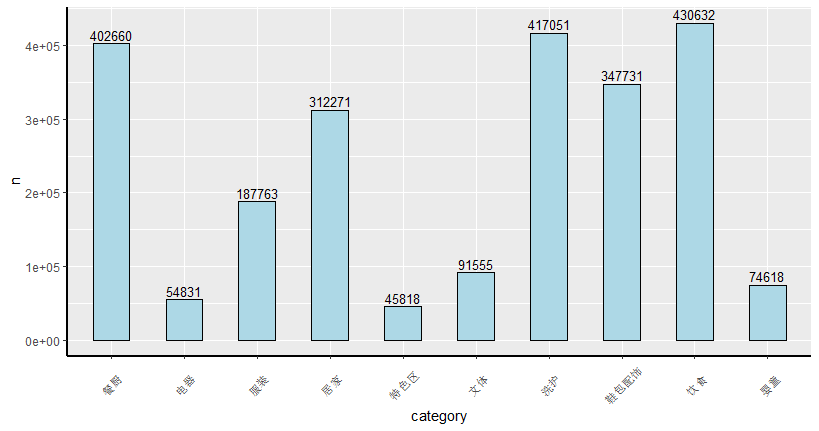 430632
417051
402660
4e+05
347731
312271
3e+05
n
2e+05
187763
1e+05
91555
74618
54831
45818
0e+00
餐厨
电器
服装
居家
特色区
文体
洗护
鞋包配饰
饮食
婴童
category